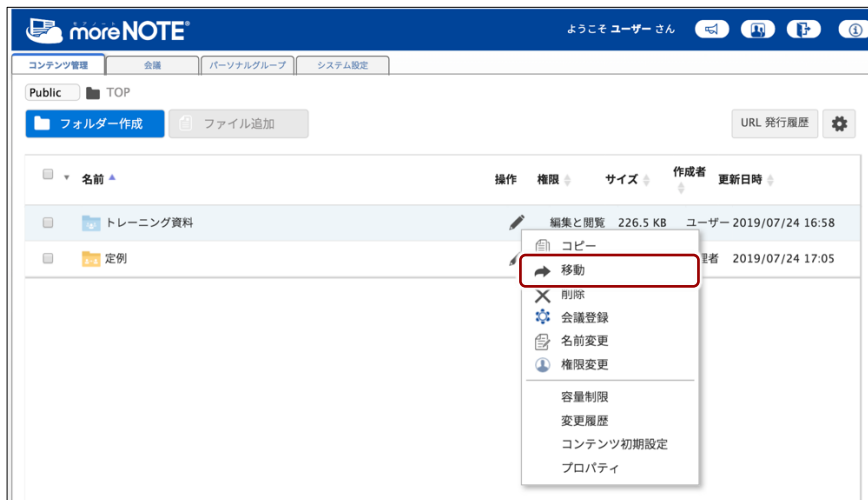 モアノート
moreNOTE®
ようこそ ユーザー さん
コンテンツ管理 会議 パーソナルグループ システム設定
Public TOP
フォルダー作成 ファイル追加 URL 発行履歴
名前 操作 権限 サイズ 作成者 更新日時
トレーニング資料 編集と閲覧 226.5 KB ユーザー 2019/07/24 16:58
定例 理者 2019/07/24 17:05
コピー
移動
削除
会議登録
名前変更
権限変更
容量制限
変更履歴
コンテンツ初期設定
プロパティ